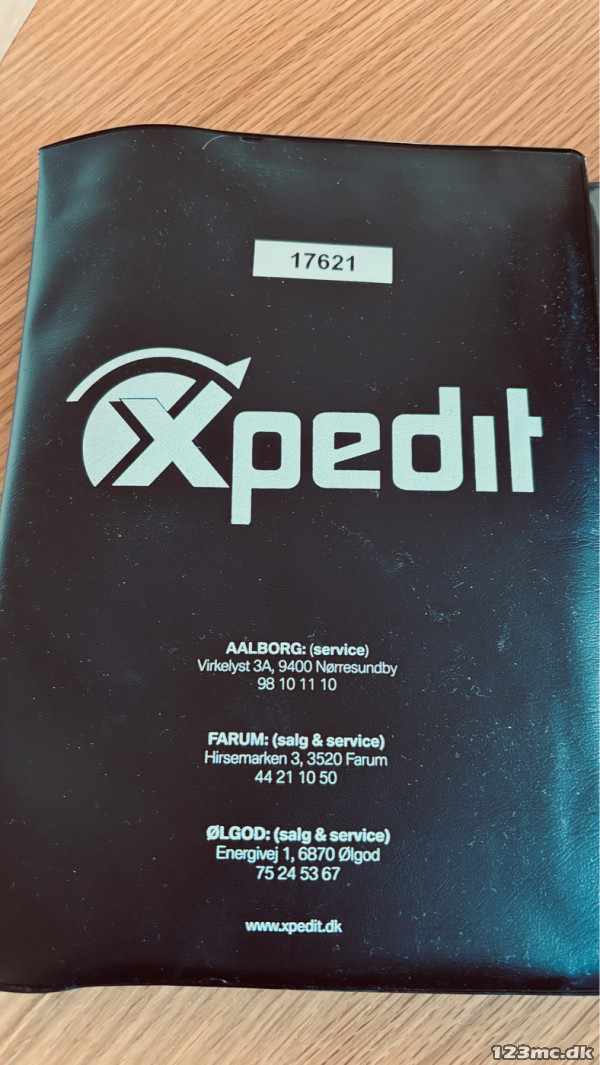 17621
Xpedit
AALBORG: (service)
Virkelyst 3A, 9400 Nørresundby
98 10 11 10
FARUM: (salg & service)
Hirsemarken 3, 3520 Farum
44 21 10 50
ØLGOD: (salg & service)
Energivej 1, 6870 Ølgod
75 24 53 67
www.xpedit.dk
123mc.dk